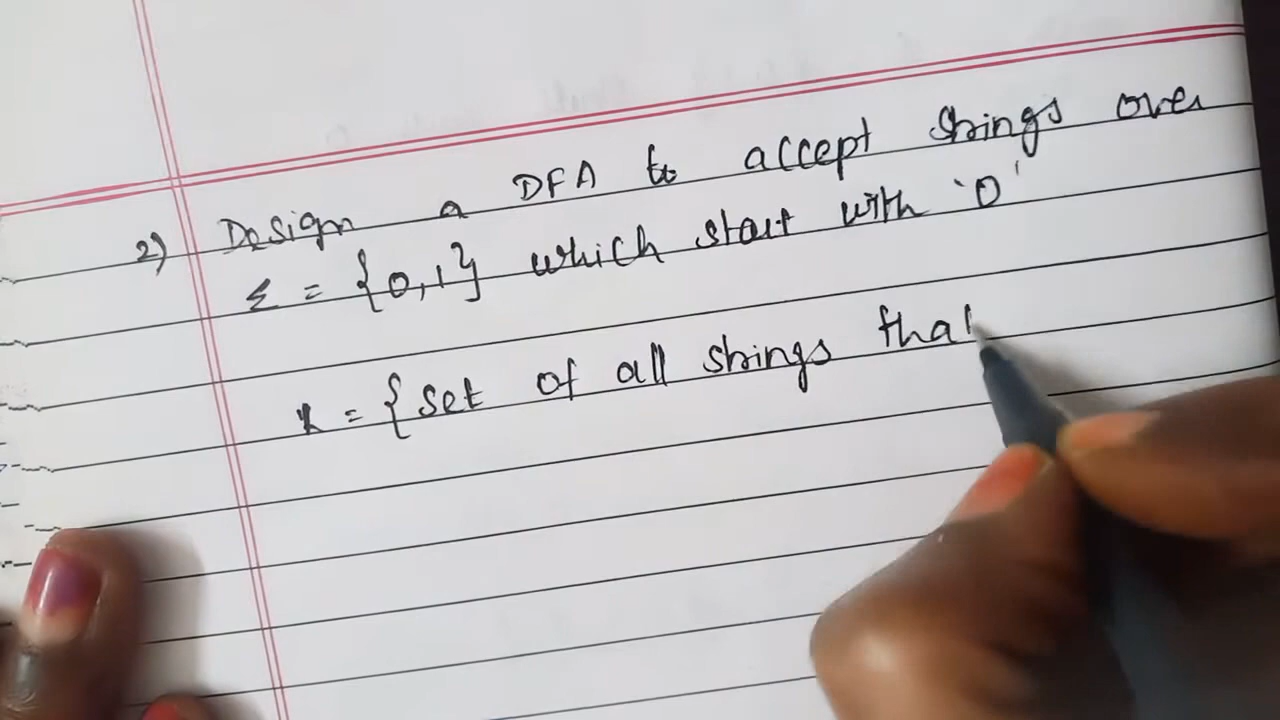 2) Design a DFA to accept strings over
Σ = {0,1} which start with '0'
L = {set of all strings that